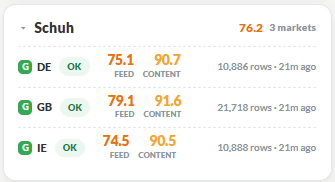 Schuh 76.2 3 markets
G DE OK 75.1 FEED 90.7 CONTENT 10,886 rows · 21m ago
G GB OK 79.1 FEED 91.6 CONTENT 21,718 rows · 21m ago
G IE OK 74.5 FEED 90.5 CONTENT 10,888 rows · 21m ago